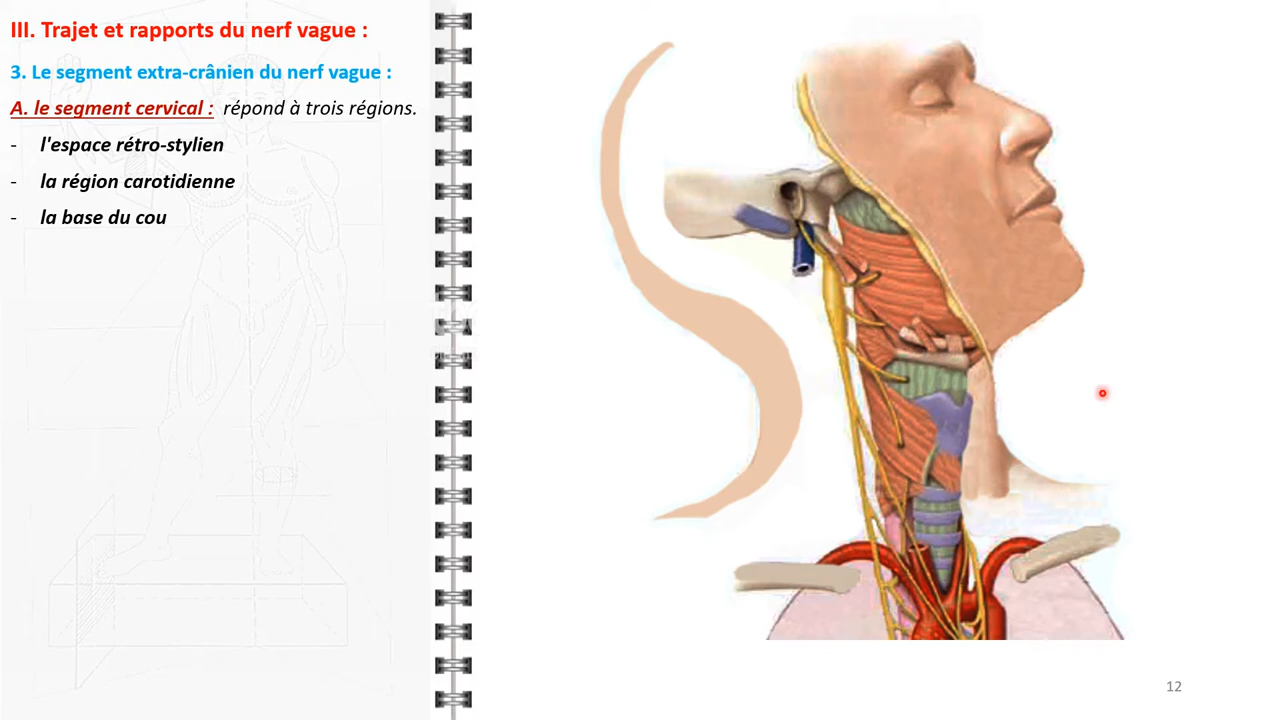 III. Trajet et rapports du nerf vague :
3. Le segment extra-crânien du nerf vague :
A. le segment cervical : répond à trois régions.
- l'espace rétro-stylien
- la région carotidienne
- la base du cou
12